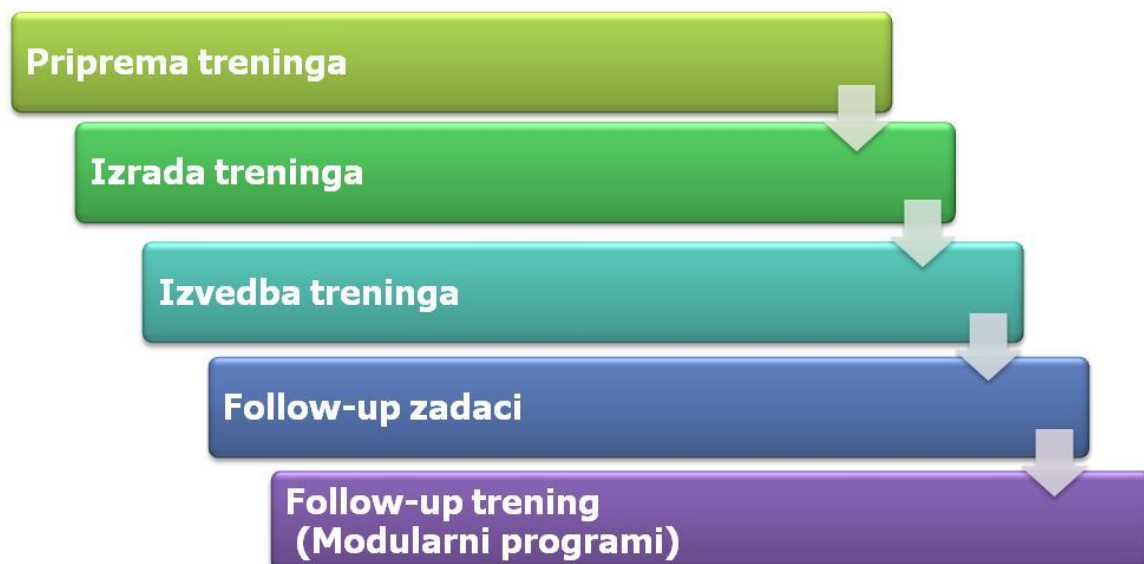 Priprema treninga
Izrada treninga
Izvedba treninga
Follow-up zadaci
Follow-up trening
(Modularni programi)